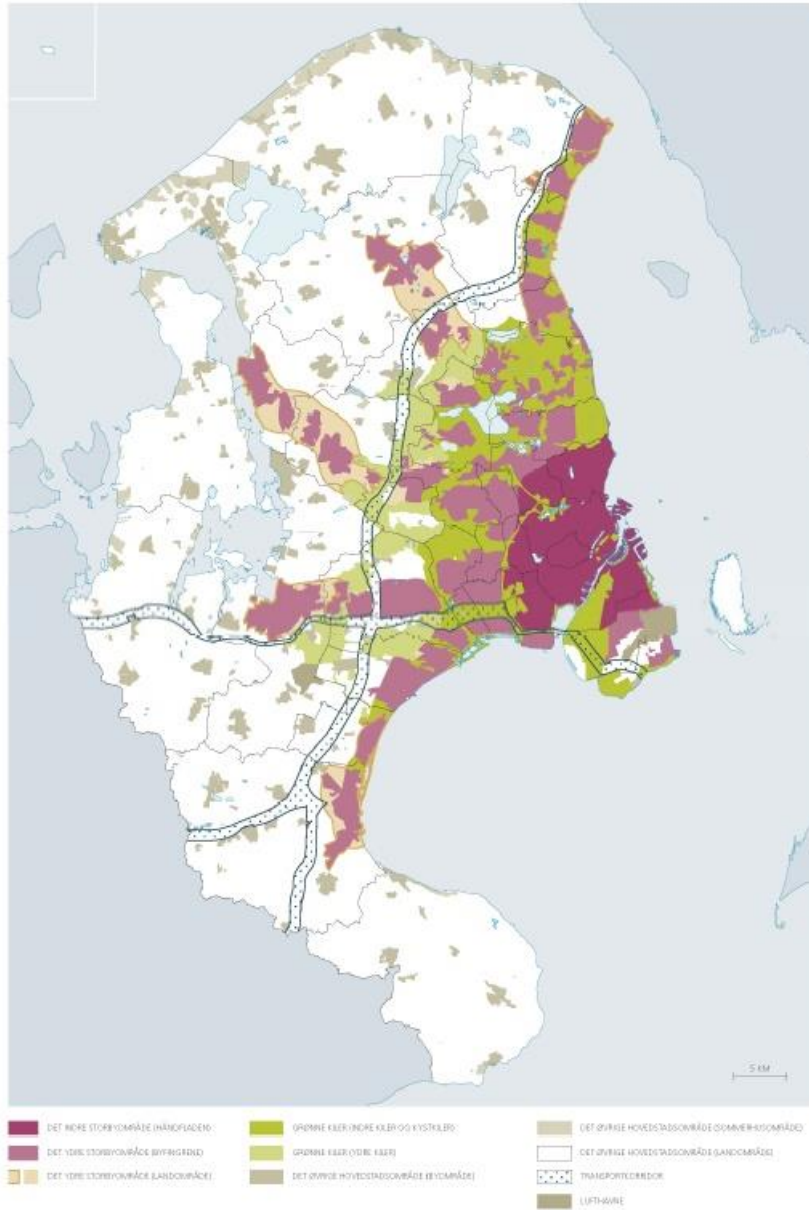 5 KM
DET INDRE STORBYOMRÅDE (HÅNDFLADEN)
DET YDRE STORBYOMRÅDE (BYFINGRENE)
DET YDRE STORBYOMRÅDE (LANDOMRÅDE)
GRØNNE KILER (INDRE KILER OG KYSTKILER)
GRØNNE KILER (YDRE KILER)
DET ØVRIGE HOVEDSTADSOMRÅDE (BYOMRÅDE)
DET ØVRIGE HOVEDSTADSOMRÅDE (SOMMERHUSOMRÅDE)
DET ØVRIGE HOVEDSTADSOMRÅDE (LANDOMRÅDE)
TRANSPORTKORRIDOR
LUFTHAVNE